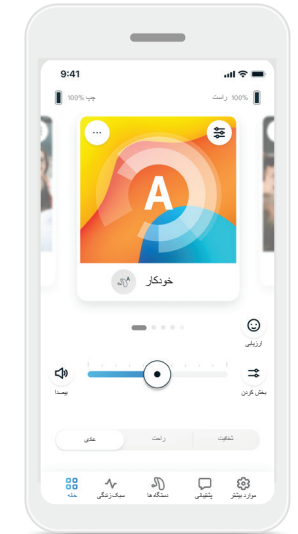 9:41
چپ 100%
راست 100%
A
خودکار
ارزیابی
بیصدا
پخش کردن
عادی
راحت
شفافیت
خانه
سبک زندگی
دستگاه ها
پشتیبانی
موارد بیشتر